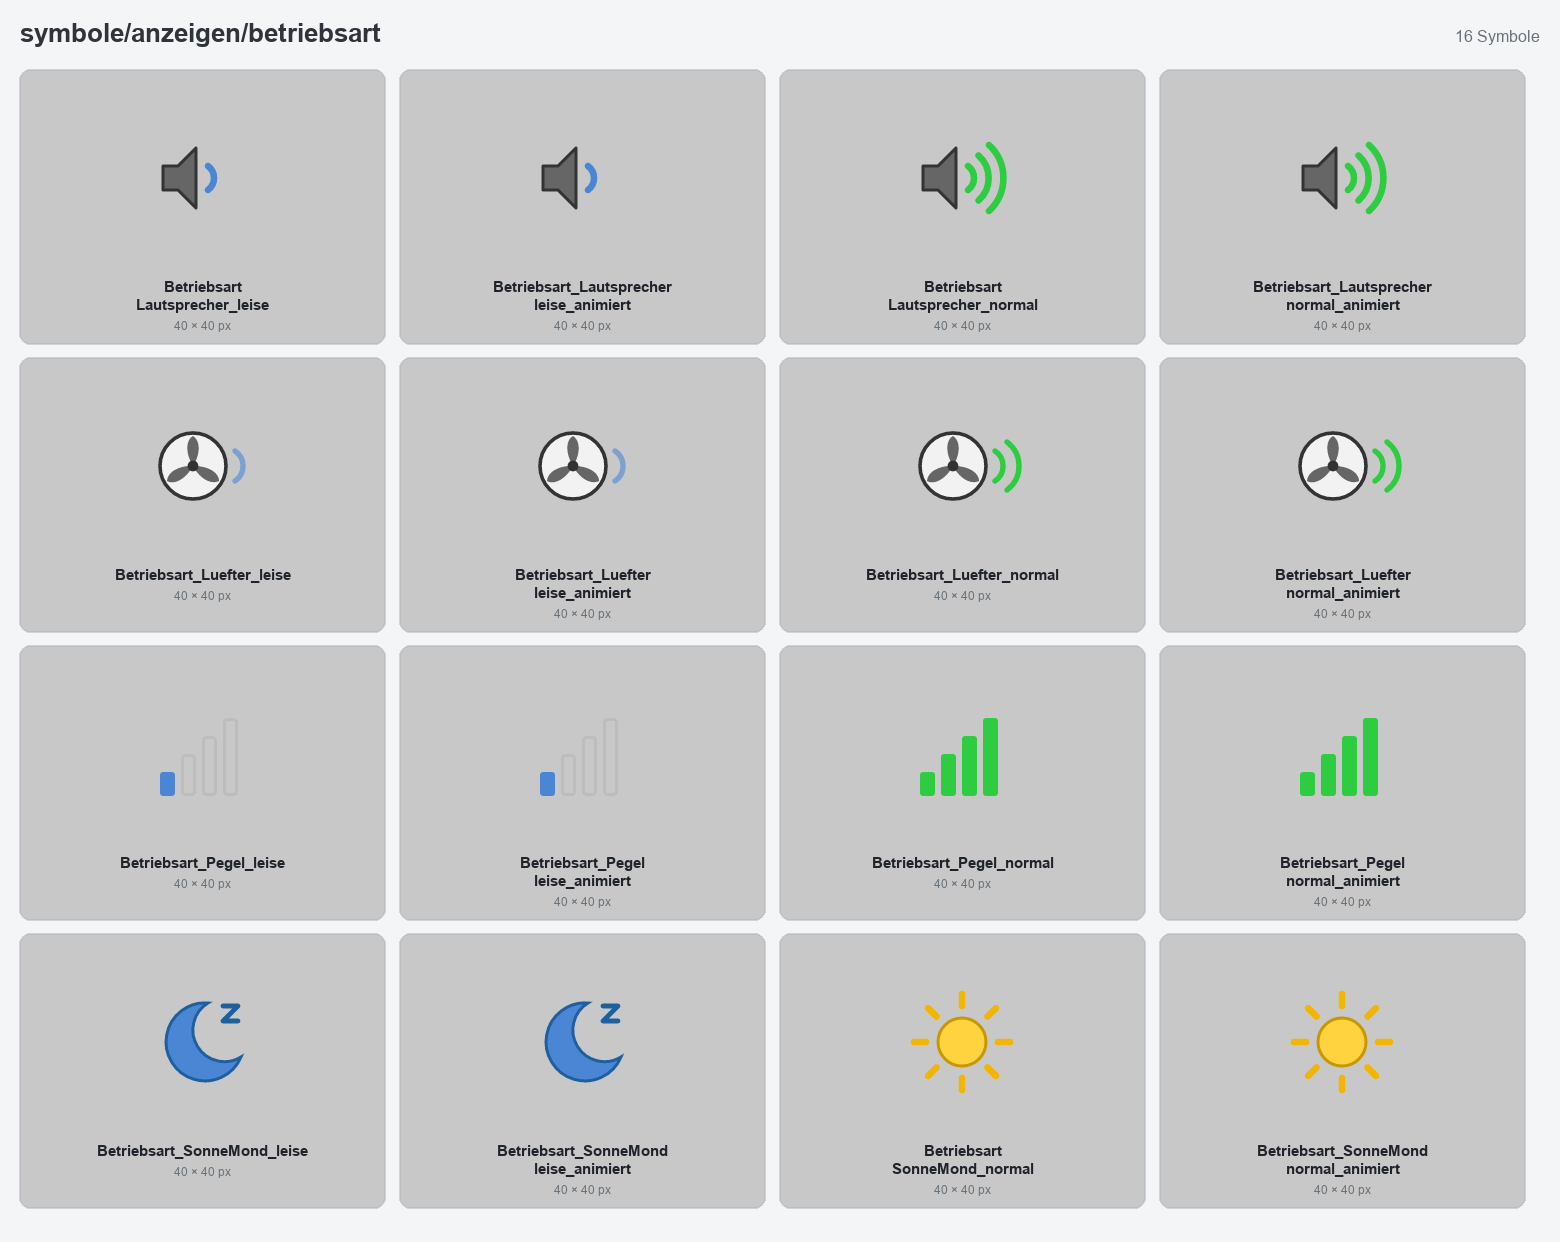 symbole/anzeigen/betriebsart
16 Symbole
Betriebsart
Lautsprecher_leise
40 × 40 px
Betriebsart_Lautsprecher
leise_animiert
40 × 40 px
Betriebsart
Lautsprecher_normal
40 × 40 px
Betriebsart_Lautsprecher
normal_animiert
40 × 40 px
Betriebsart_Luefter_leise
40 × 40 px
Betriebsart_Luefter
leise_animiert
40 × 40 px
Betriebsart_Luefter_normal
40 × 40 px
Betriebsart_Luefter
normal_animiert
40 × 40 px
Betriebsart_Pegel_leise
40 × 40 px
Betriebsart_Pegel
leise_animiert
40 × 40 px
Betriebsart_Pegel_normal
40 × 40 px
Betriebsart_Pegel
normal_animiert
40 × 40 px
z
Betriebsart_SonneMond_leise
40 × 40 px
z
Betriebsart_SonneMond
leise_animiert
40 × 40 px
Betriebsart
SonneMond_normal
40 × 40 px
Betriebsart_SonneMond
normal_animiert
40 × 40 px